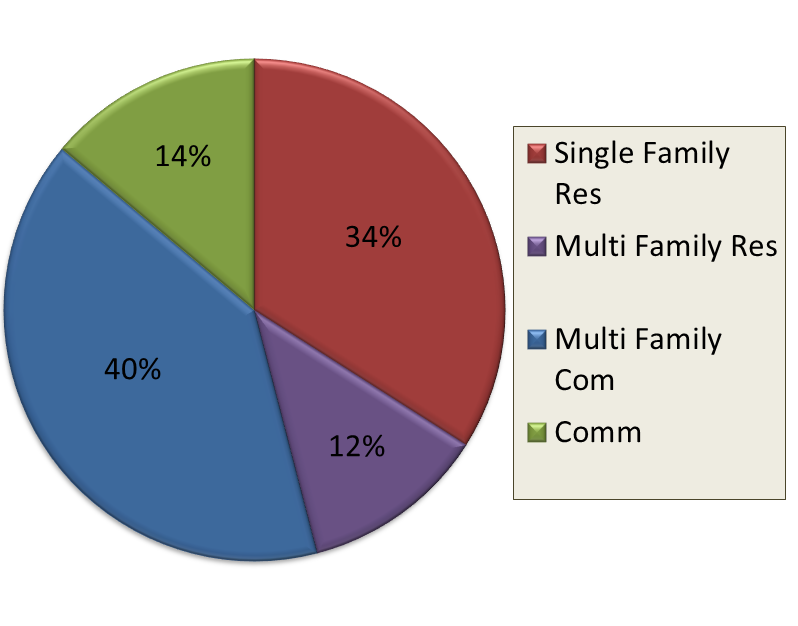 14%
34%
40%
12%
Single Family
Res
Multi Family Res
Multi Family
Com
Comm